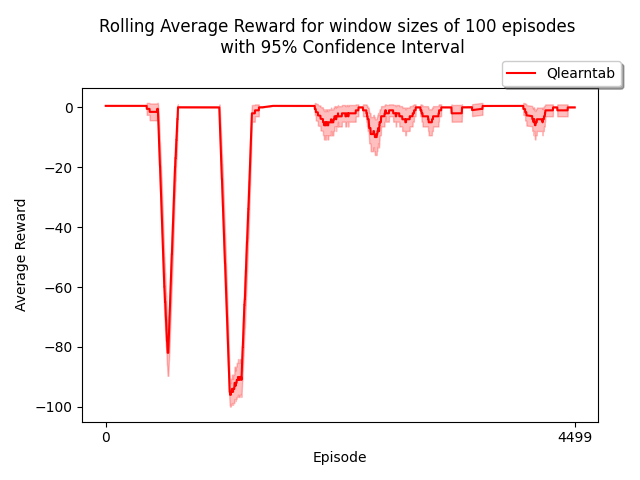 Rolling Average Reward for window sizes of 100 episodes
with 95% Confidence Interval
Qlearntab
0
−20
−40
−60
−80
−100
Average Reward
0
4499
Episode